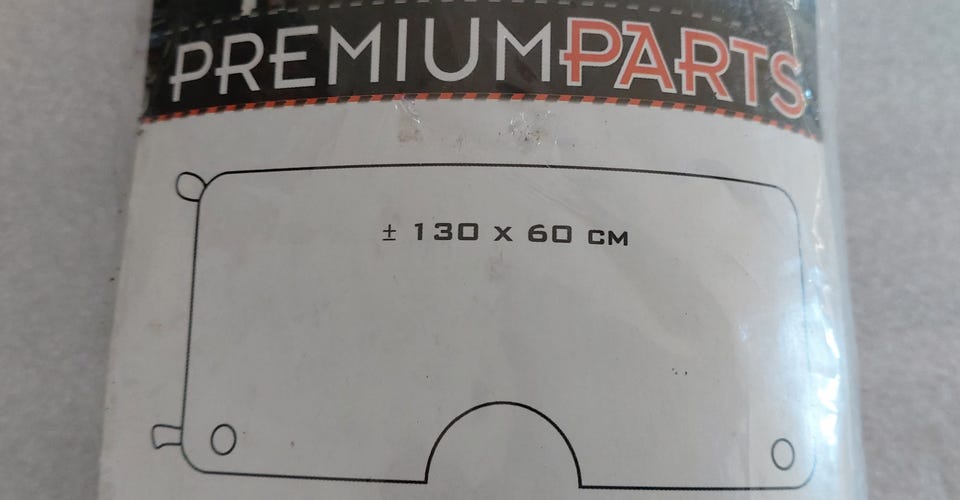 PREMIUMPARTS
± 130 x 60 CM